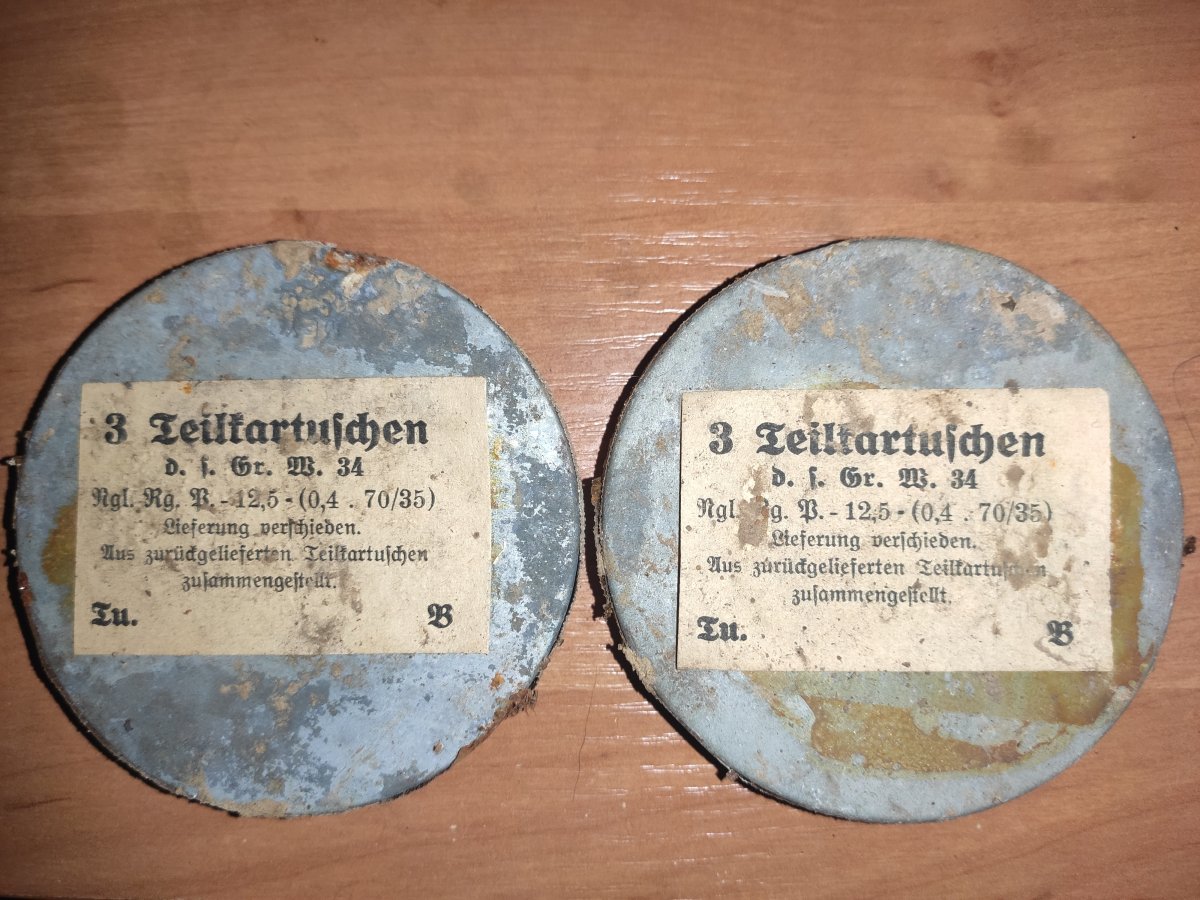 3 Teilkartuschen
d. s. Gr. W. 34
Ngl. Rg. P. - 12,5 - (0,4 . 70/35)
Lieferung verschieden.
Aus zurückgelieferten Teilkartuschen
zusammengestellt.
Tu. B
3 Teilkartuschen
d. s. Gr. W. 34
Ngl. Rg. P. - 12,5 - (0,4 . 70/35)
Lieferung verschieden.
Aus zurückgelieferten Teilkartuschen
zusammengestellt.
Tu. B